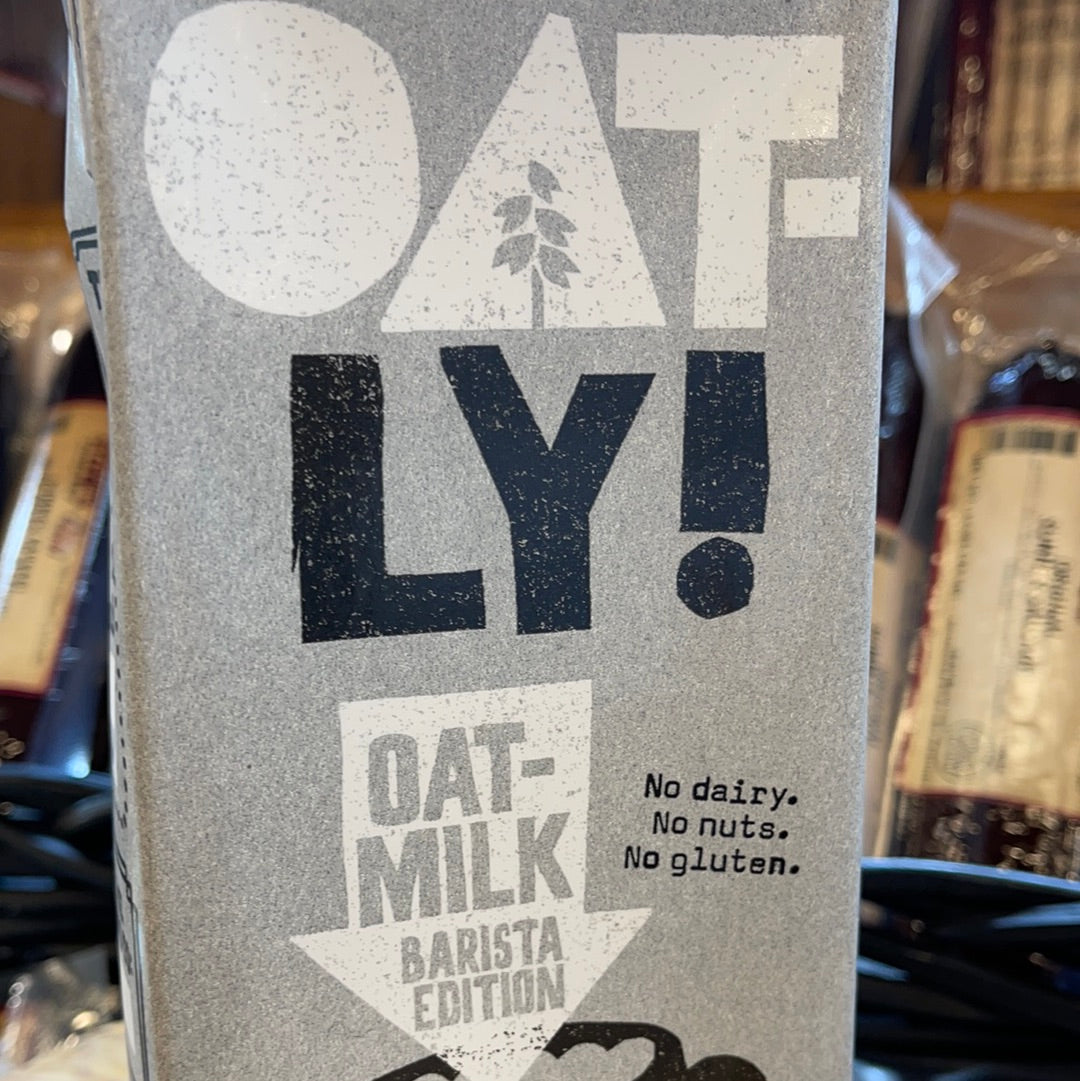 OAT-
LY!
OAT-
MILK
BARISTA
EDITION
No dairy.
No nuts.
No gluten.